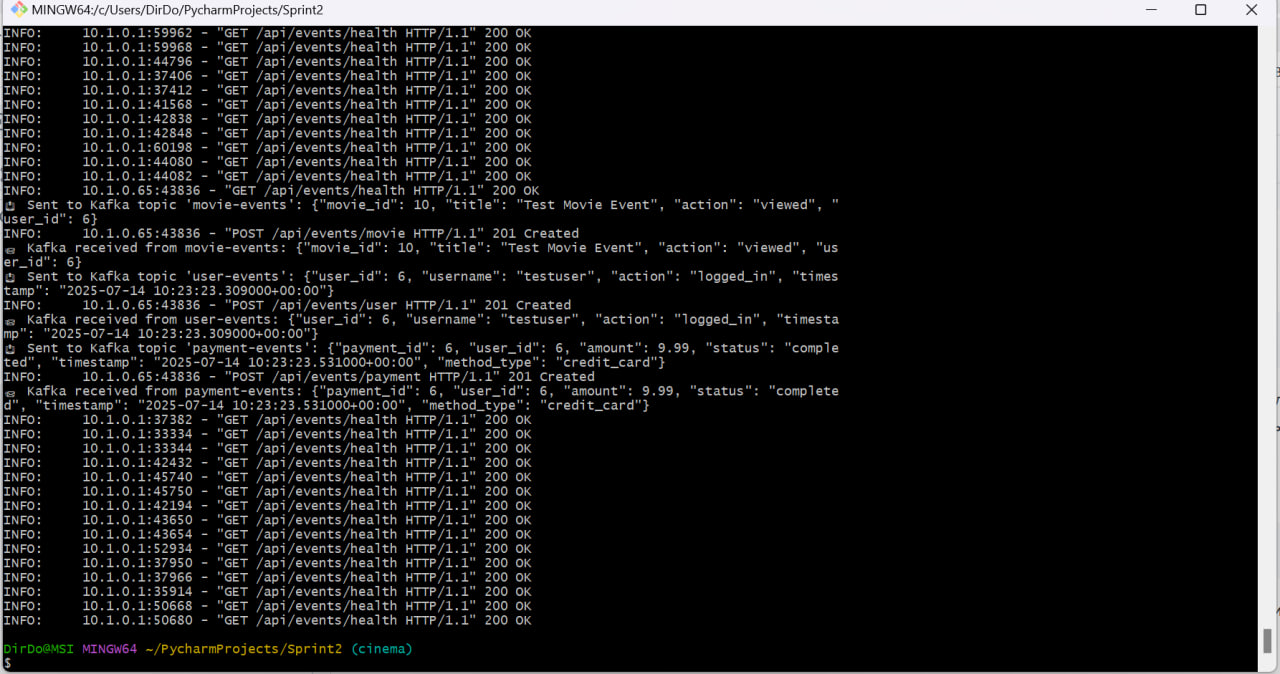 MINGW64:/c/Users/DirDo/PycharmProjects/Sprint2
INFO:     10.1.0.1:59962 - "GET /api/events/health HTTP/1.1" 200 OK
INFO:     10.1.0.1:59968 - "GET /api/events/health HTTP/1.1" 200 OK
INFO:     10.1.0.1:44796 - "GET /api/events/health HTTP/1.1" 200 OK
INFO:     10.1.0.1:37406 - "GET /api/events/health HTTP/1.1" 200 OK
INFO:     10.1.0.1:37412 - "GET /api/events/health HTTP/1.1" 200 OK
INFO:     10.1.0.1:41568 - "GET /api/events/health HTTP/1.1" 200 OK
INFO:     10.1.0.1:42838 - "GET /api/events/health HTTP/1.1" 200 OK
INFO:     10.1.0.1:42848 - "GET /api/events/health HTTP/1.1" 200 OK
INFO:     10.1.0.1:60198 - "GET /api/events/health HTTP/1.1" 200 OK
INFO:     10.1.0.1:44080 - "GET /api/events/health HTTP/1.1" 200 OK
INFO:     10.1.0.1:44082 - "GET /api/events/health HTTP/1.1" 200 OK
INFO:     10.1.0.65:43836 - "GET /api/events/health HTTP/1.1" 200 OK
Sent to Kafka topic 'movie-events': {"movie_id": 10, "title": "Test Movie Event", "action": "viewed", "
user_id": 6}
INFO:     10.1.0.65:43836 - "POST /api/events/movie HTTP/1.1" 201 Created
Kafka received from movie-events: {"movie_id": 10, "title": "Test Movie Event", "action": "viewed", "us
er_id": 6}
Sent to Kafka topic 'user-events': {"user_id": 6, "username": "testuser", "action": "logged_in", "times
tamp": "2025-07-14 10:23:23.309000+00:00"}
INFO:     10.1.0.65:43836 - "POST /api/events/user HTTP/1.1" 201 Created
Kafka received from user-events: {"user_id": 6, "username": "testuser", "action": "logged_in", "timesta
mp": "2025-07-14 10:23:23.309000+00:00"}
Sent to Kafka topic 'payment-events': {"payment_id": 6, "user_id": 6, "amount": 9.99, "status": "comple
ted", "timestamp": "2025-07-14 10:23:23.531000+00:00", "method_type": "credit_card"}
INFO:     10.1.0.65:43836 - "POST /api/events/payment HTTP/1.1" 201 Created
Kafka received from payment-events: {"payment_id": 6, "user_id": 6, "amount": 9.99, "status": "complete
d", "timestamp": "2025-07-14 10:23:23.531000+00:00", "method_type": "credit_card"}
INFO:     10.1.0.1:37382 - "GET /api/events/health HTTP/1.1" 200 OK
INFO:     10.1.0.1:33334 - "GET /api/events/health HTTP/1.1" 200 OK
INFO:     10.1.0.1:33344 - "GET /api/events/health HTTP/1.1" 200 OK
INFO:     10.1.0.1:42432 - "GET /api/events/health HTTP/1.1" 200 OK
INFO:     10.1.0.1:45740 - "GET /api/events/health HTTP/1.1" 200 OK
INFO:     10.1.0.1:45750 - "GET /api/events/health HTTP/1.1" 200 OK
INFO:     10.1.0.1:42194 - "GET /api/events/health HTTP/1.1" 200 OK
INFO:     10.1.0.1:43650 - "GET /api/events/health HTTP/1.1" 200 OK
INFO:     10.1.0.1:43654 - "GET /api/events/health HTTP/1.1" 200 OK
INFO:     10.1.0.1:52934 - "GET /api/events/health HTTP/1.1" 200 OK
INFO:     10.1.0.1:37950 - "GET /api/events/health HTTP/1.1" 200 OK
INFO:     10.1.0.1:37966 - "GET /api/events/health HTTP/1.1" 200 OK
INFO:     10.1.0.1:35914 - "GET /api/events/health HTTP/1.1" 200 OK
INFO:     10.1.0.1:50668 - "GET /api/events/health HTTP/1.1" 200 OK
INFO:     10.1.0.1:50680 - "GET /api/events/health HTTP/1.1" 200 OK
DirDo@MSI MINGW64 ~/PycharmProjects/Sprint2 (cinema)
$